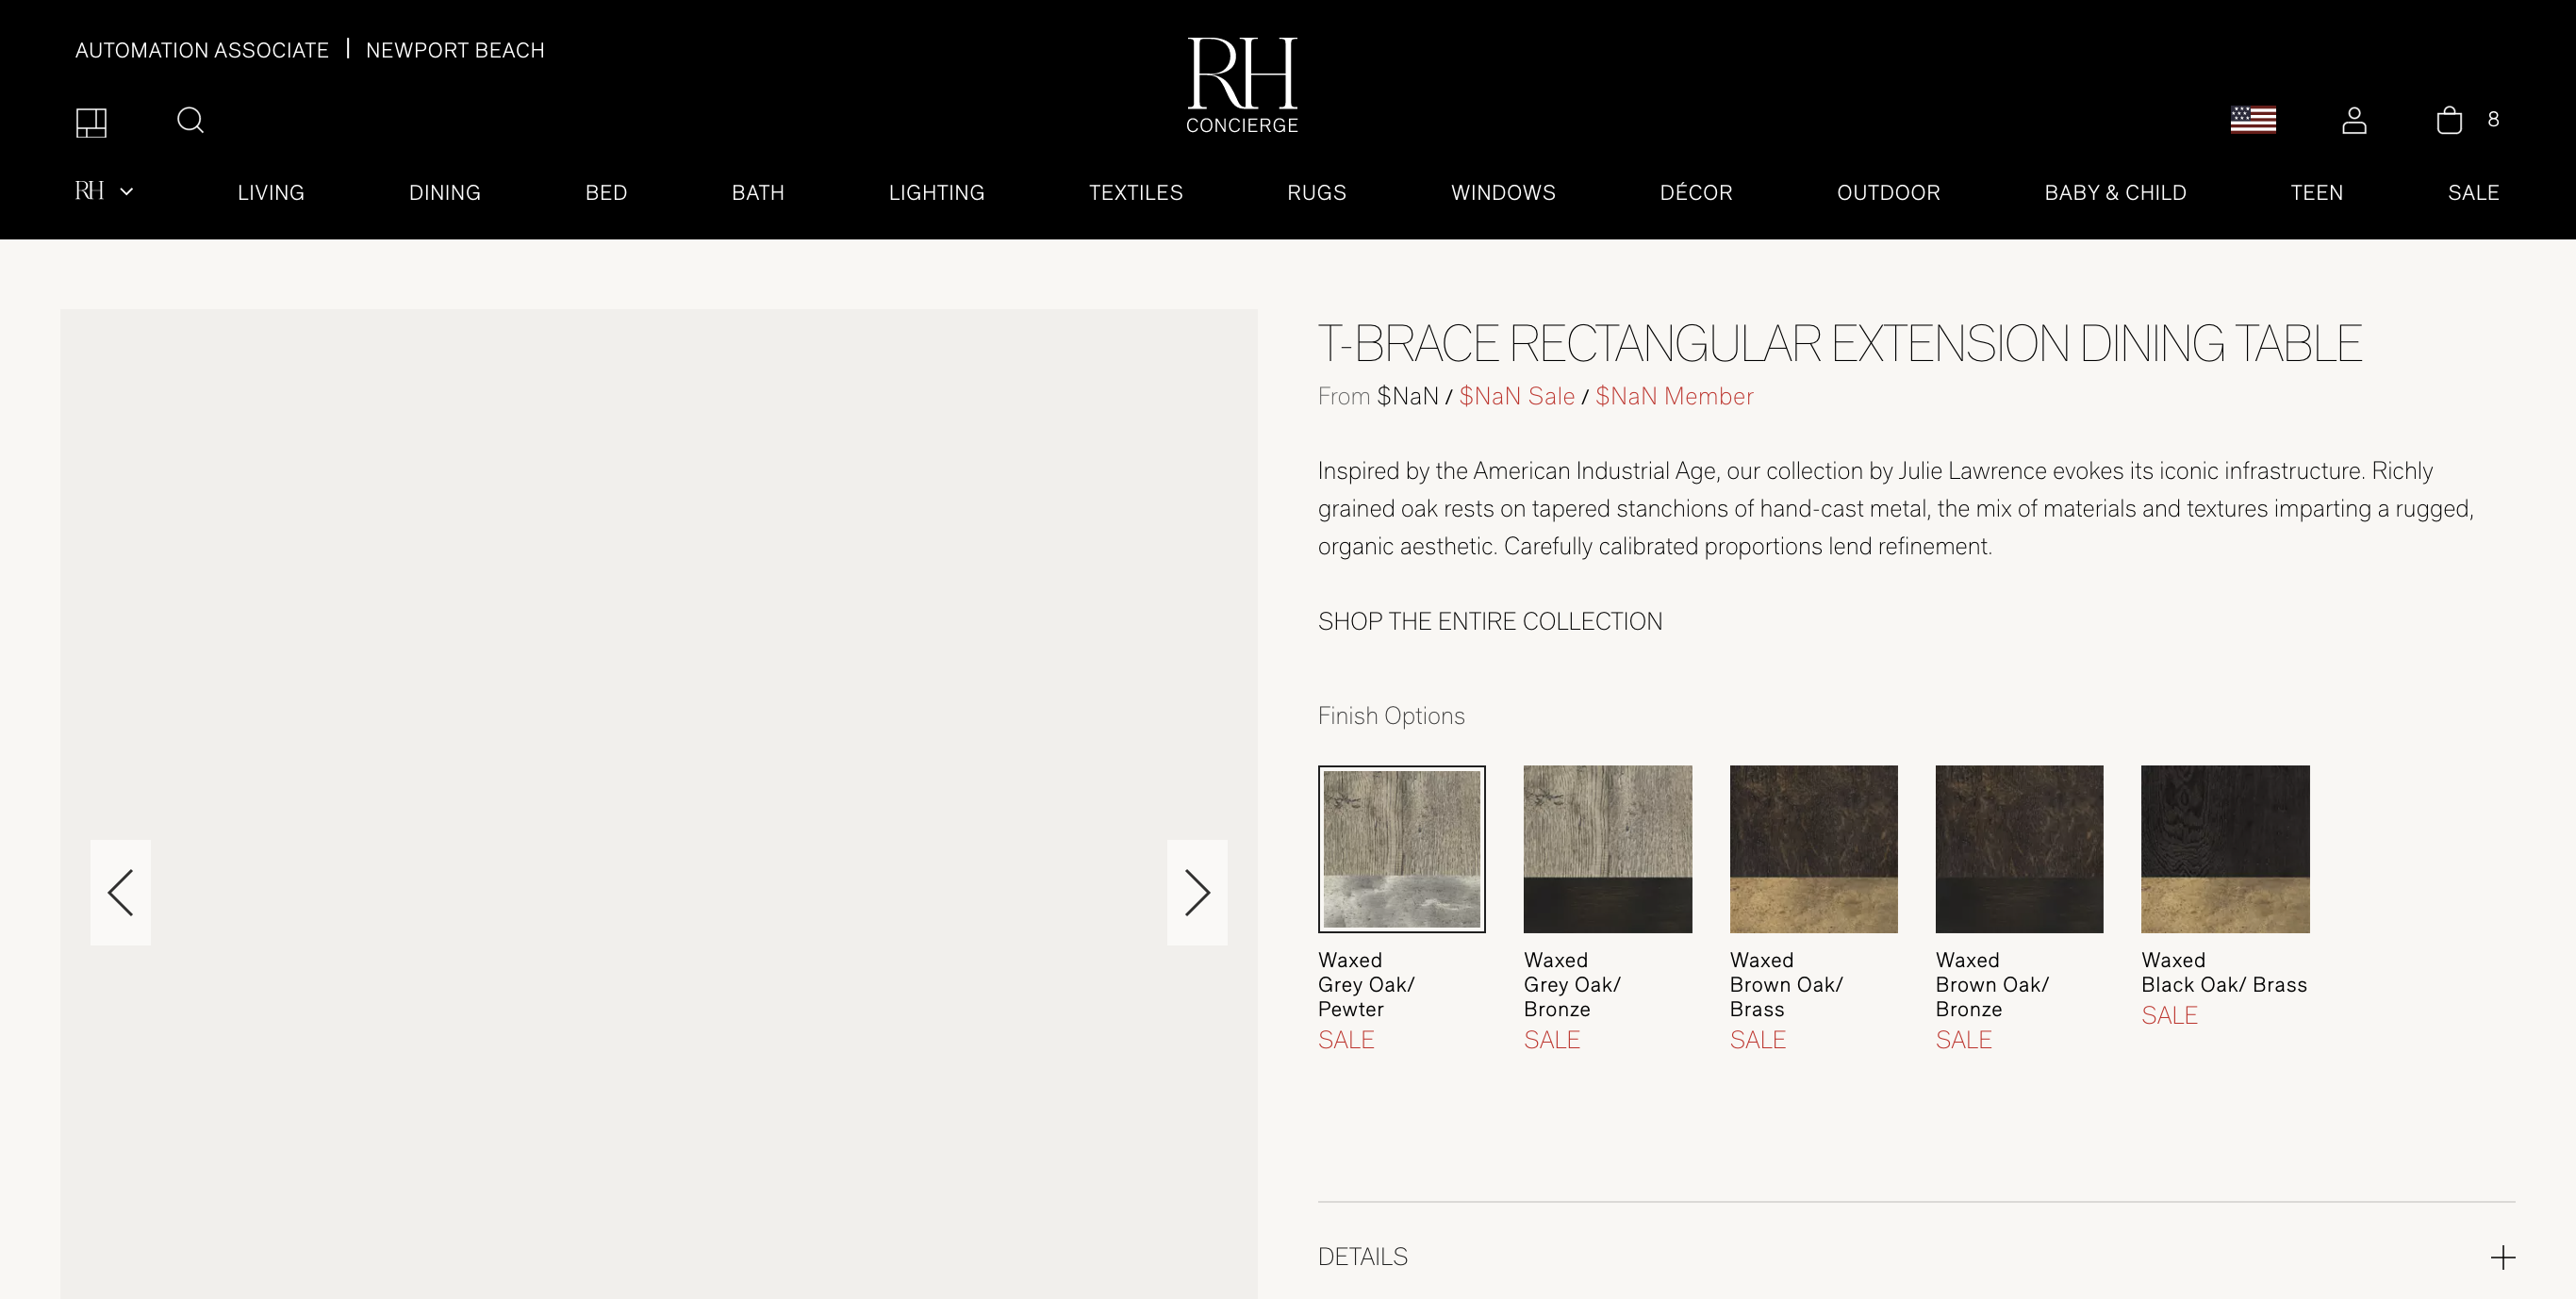 AUTOMATION ASSOCIATE | NEWPORT BEACH
RH
CONCIERGE
8
RH LIVING DINING BED BATH LIGHTING TEXTILES RUGS WINDOWS DÉCOR OUTDOOR BABY & CHILD TEEN SALE
T-BRACE RECTANGULAR EXTENSION DINING TABLE
From $NaN / $NaN Sale / $NaN Member
Inspired by the American Industrial Age, our collection by Julie Lawrence evokes its iconic infrastructure. Richly
grained oak rests on tapered stanchions of hand-cast metal, the mix of materials and textures imparting a rugged,
organic aesthetic. Carefully calibrated proportions lend refinement.
SHOP THE ENTIRE COLLECTION
Finish Options
Waxed
Grey Oak/
Pewter
SALE
Waxed
Grey Oak/
Bronze
SALE
Waxed
Brown Oak/
Brass
SALE
Waxed
Brown Oak/
Bronze
SALE
Waxed
Black Oak/ Brass
SALE
DETAILS